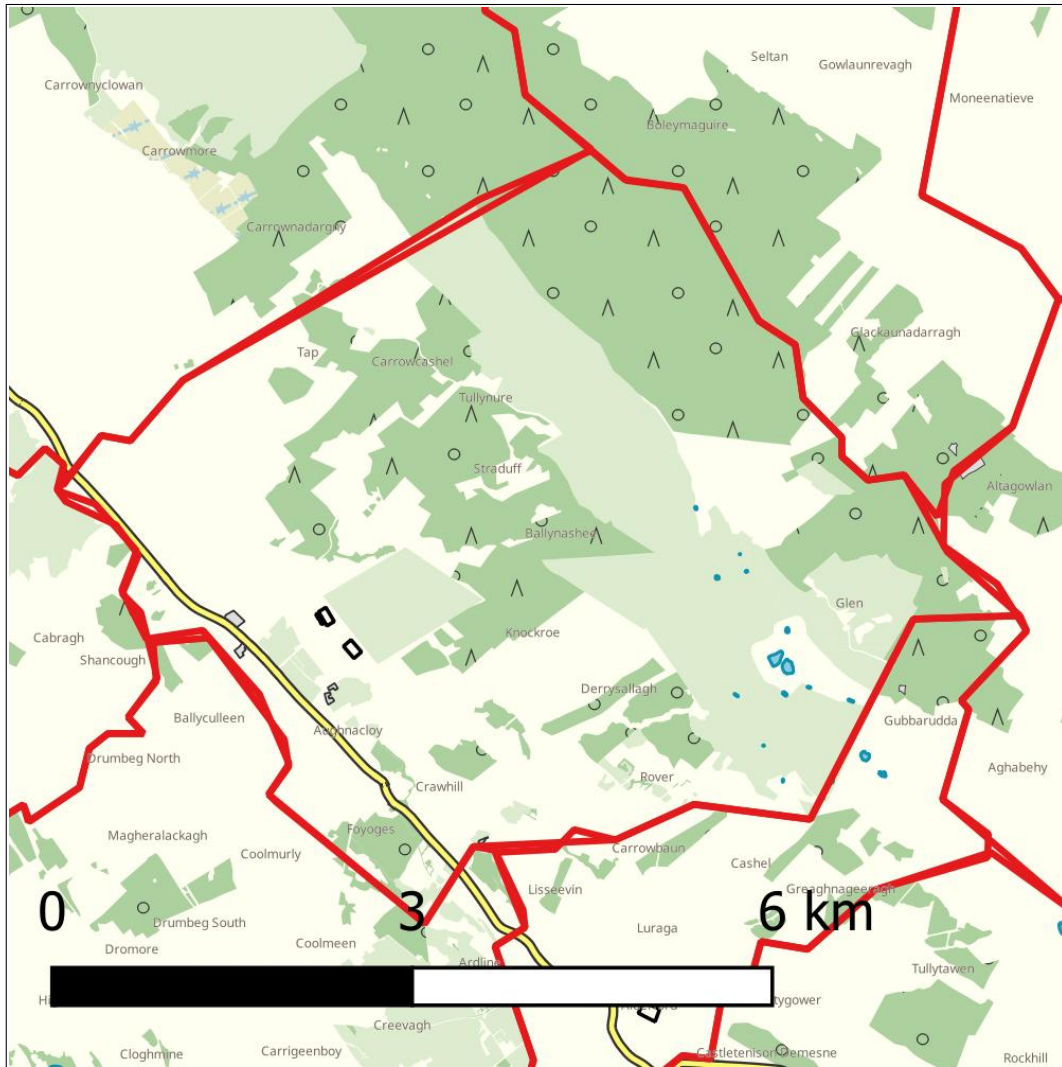 Seltan
Gowlaunrevagh
Carrownyclowan
Moneenatieve
Boleymaguire
Carrowmore
Carrownadargny
Glackaunadarragh
Tap
Carrowcashel
Tullynure
Straduff
Altagowlan
Ballynashee
Glen
Knockroe
Cabragh
Shancough
Derrysallagh
Ballyculleen
Gubbarudda
Aughnacloy
Drumbeg North
Aghabehy
Rover
Crawhill
Foyoges
Magheralackagh
Carrowbaun
Coolmurly
Cashel
Lisseevin
Greaghnageeragh
0 3 6 km
Drumbeg South
Luraga
Coolmeen
Dromore
Ardline
Tullytawen
Creevagh
Carrigeenboy
Cloghmine
Castletenison Demesne
Rockhill